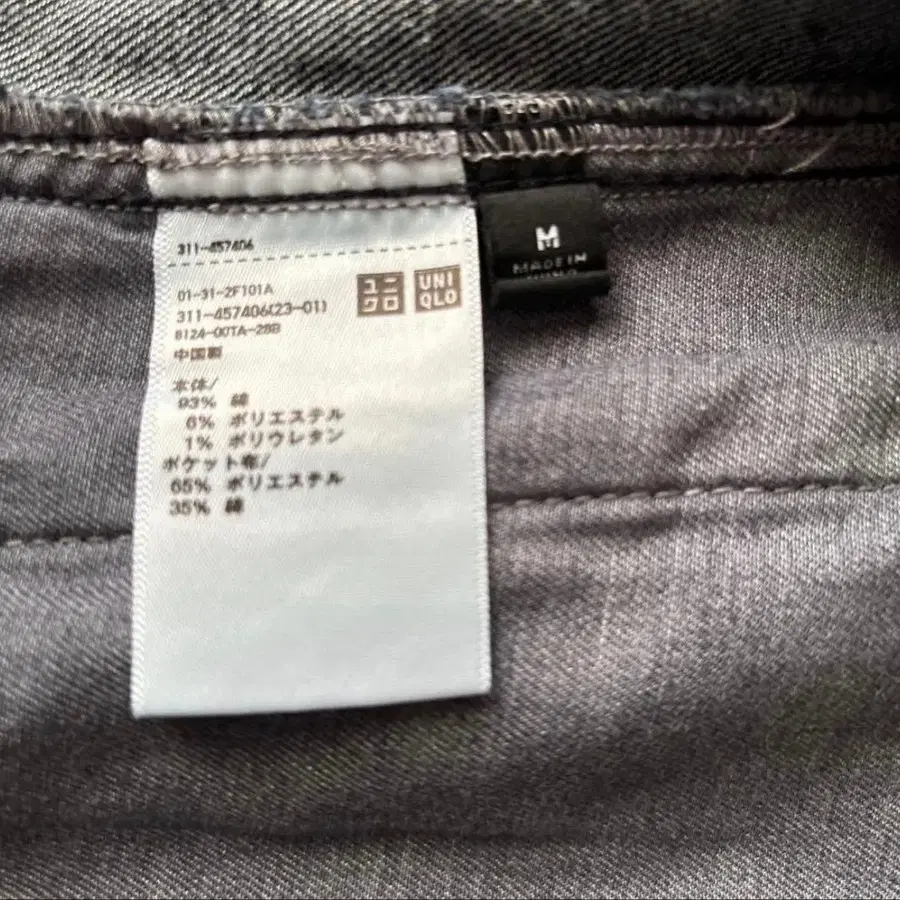 311-457406
01-31-2F101A
311-457406(23-01)
8124-00TA-28B
中国製
ユニ
クロ
UNI
QLO
本体/
93% 綿
6% ポリエステル
1% ポリウレタン
ポケット布/
65% ポリエステル
35% 綿
M
MADE IN